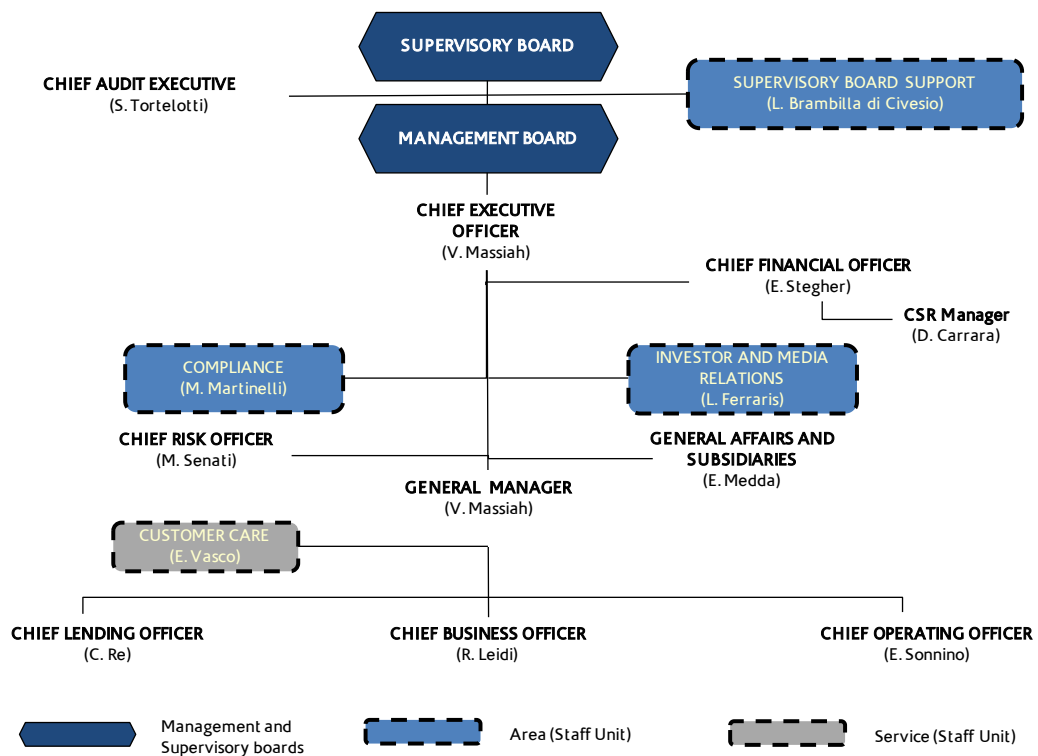 SUPERVISORY BOARD
CHIEF AUDIT EXECUTIVE
(S. Tortelotti)
SUPERVISORY BOARD SUPPORT
(L. Brambilla di Civesio)
MANAGEMENT BOARD
CHIEF EXECUTIVE
OFFICER
(V. Massiah)
CHIEF FINANCIAL OFFICER
(E. Stegher)
CSR Manager
(D. Carrara)
COMPLIANCE
(M. Martinelli)
INVESTOR AND MEDIA
RELATIONS
(L. Ferraris)
CHIEF RISK OFFICER
(M. Senati)
GENERAL AFFAIRS AND
SUBSIDIARIES
(E. Medda)
GENERAL MANAGER
(V. Massiah)
CUSTOMER CARE
(E. Vasco)
CHIEF LENDING OFFICER
(C. Re)
CHIEF BUSINESS OFFICER
(R. Leidi)
CHIEF OPERATING OFFICER
(E. Sonnino)
Management and
Supervisory boards
Area (Staff Unit)
Service (Staff Unit)